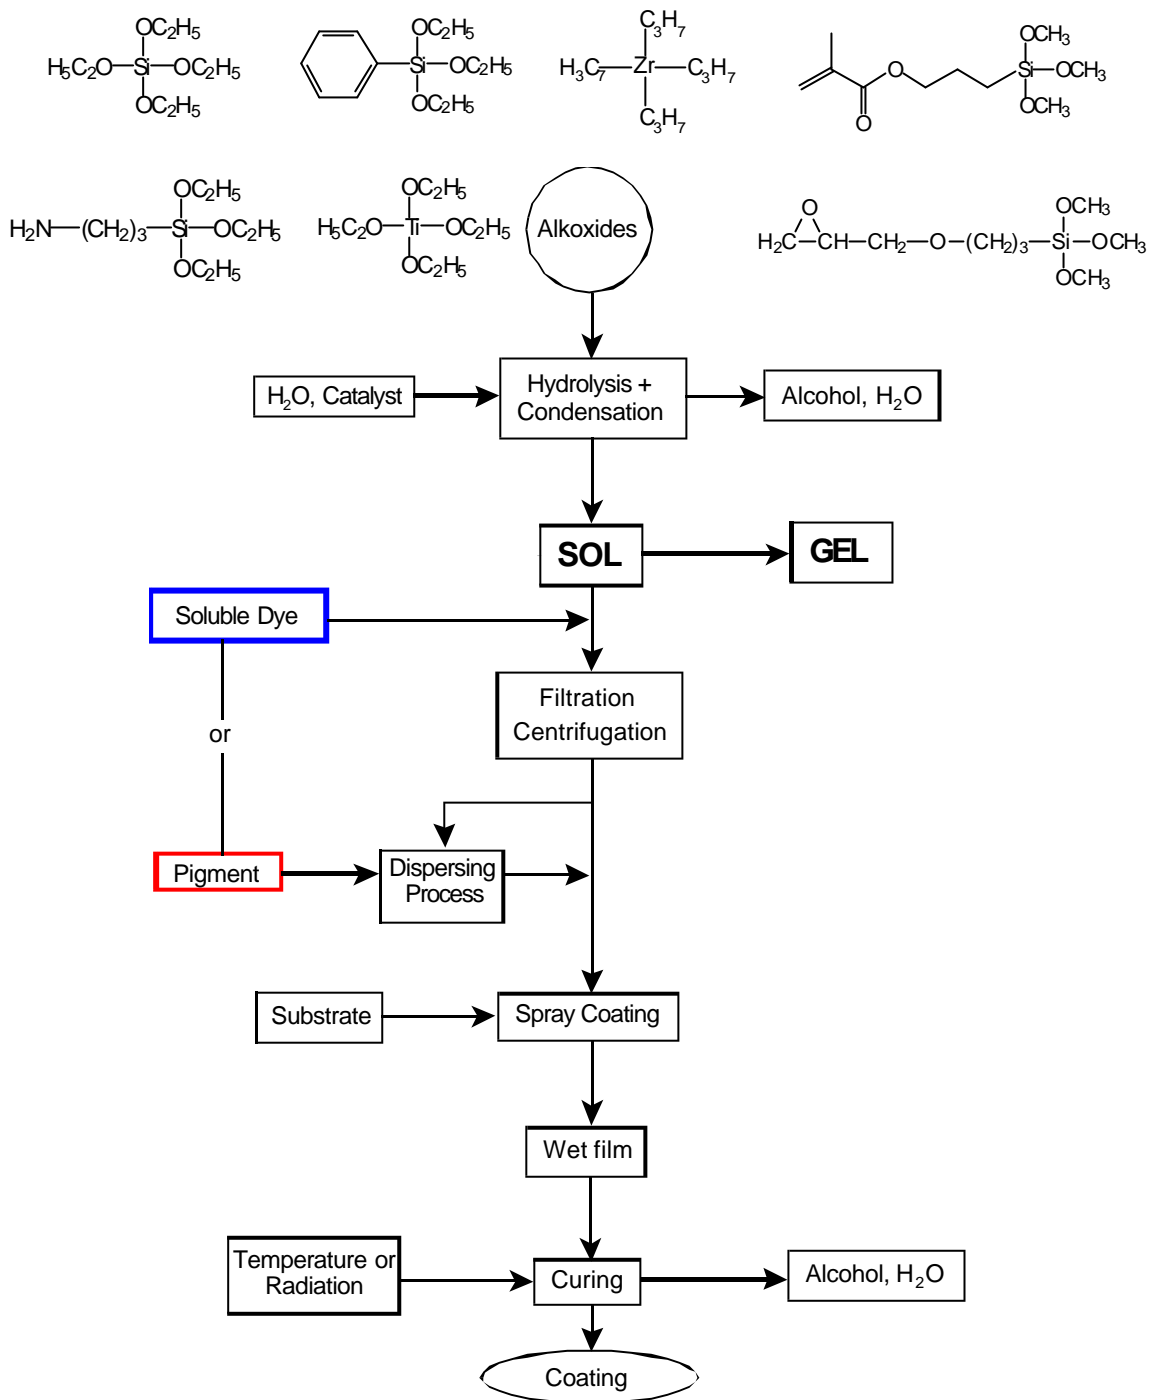 OC₂H₅
H₅C₂O—Si—OC₂H₅
OC₂H₅
OC₂H₅
Si—OC₂H₅
OC₂H₅
C₃H₇
H₇C₃—Zr—C₃H₇
C₃H₇
O
O
Si
OCH₃
OCH₃
OCH₃
H₂N—(CH₂)₃—Si—OC₂H₅
OC₂H₅
OC₂H₅
OC₂H₅
H₅C₂O—Ti—OC₂H₅
OC₂H₅
Alkoxides
O
H₂C
CH—CH₂—O—(CH₂)₃—Si—OCH₃
OCH₃
OCH₃
H₂O, Catalyst
Hydrolysis +
Condensation
Alcohol, H₂O
SOL
GEL
Soluble Dye
Filtration
Centrifugation
or
Pigment
Dispersing
Process
Substrate
Spray Coating
Wet film
Temperature or
Radiation
Curing
Alcohol, H₂O
Coating